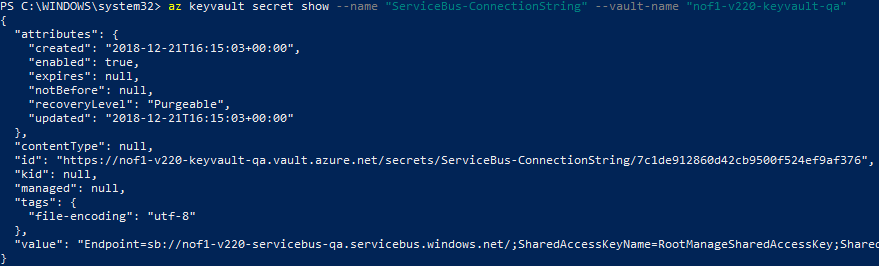 PS C:\WINDOWS\system32> az keyvault secret show --name "ServiceBus-ConnectionString" --vault-name "nof1-v220-keyvault-qa"
{
  "attributes": {
    "created": "2018-12-21T16:15:03+00:00",
    "enabled": true,
    "expires": null,
    "notBefore": null,
    "recoveryLevel": "Purgeable",
    "updated": "2018-12-21T16:15:03+00:00"
  },
  "contentType": null,
  "id": "https://nof1-v220-keyvault-qa.vault.azure.net/secrets/ServiceBus-ConnectionString/7c1de912860d42cb9500f524ef9af376",
  "kid": null,
  "managed": null,
  "tags": {
    "file-encoding": "utf-8"
  },
  "value": "Endpoint=sb://nof1-v220-servicebus-qa.servicebus.windows.net/;SharedAccessKeyName=RootManageSharedAccessKey;Shared
}